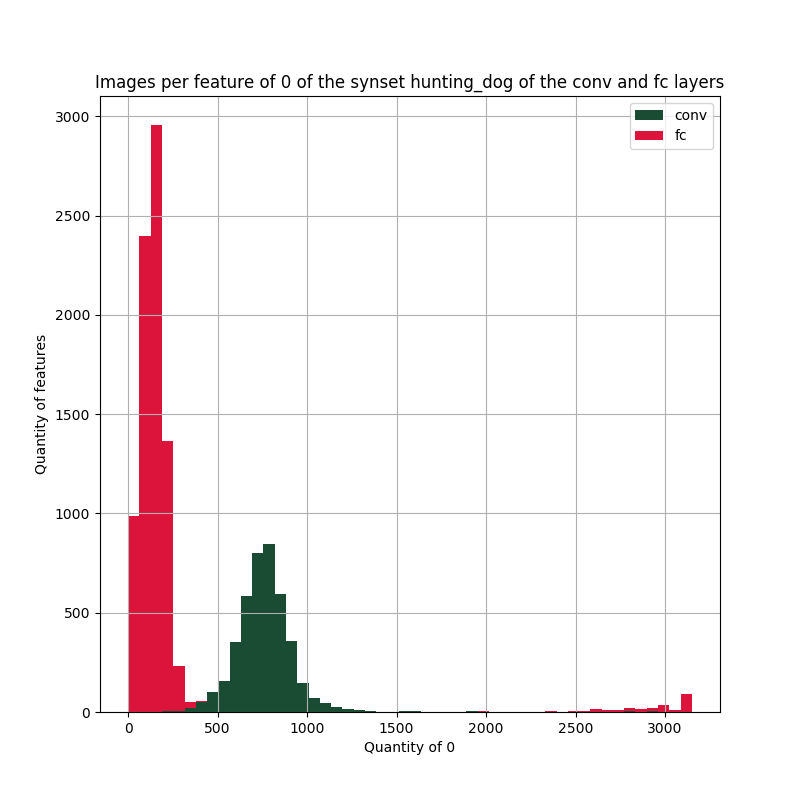 Images per feature of 0 of the synset hunting_dog of the conv and fc layers
conv
fc
3000
2500
2000
1500
1000
500
0
Quantity of features
0
500
1000
1500
2000
2500
3000
Quantity of 0